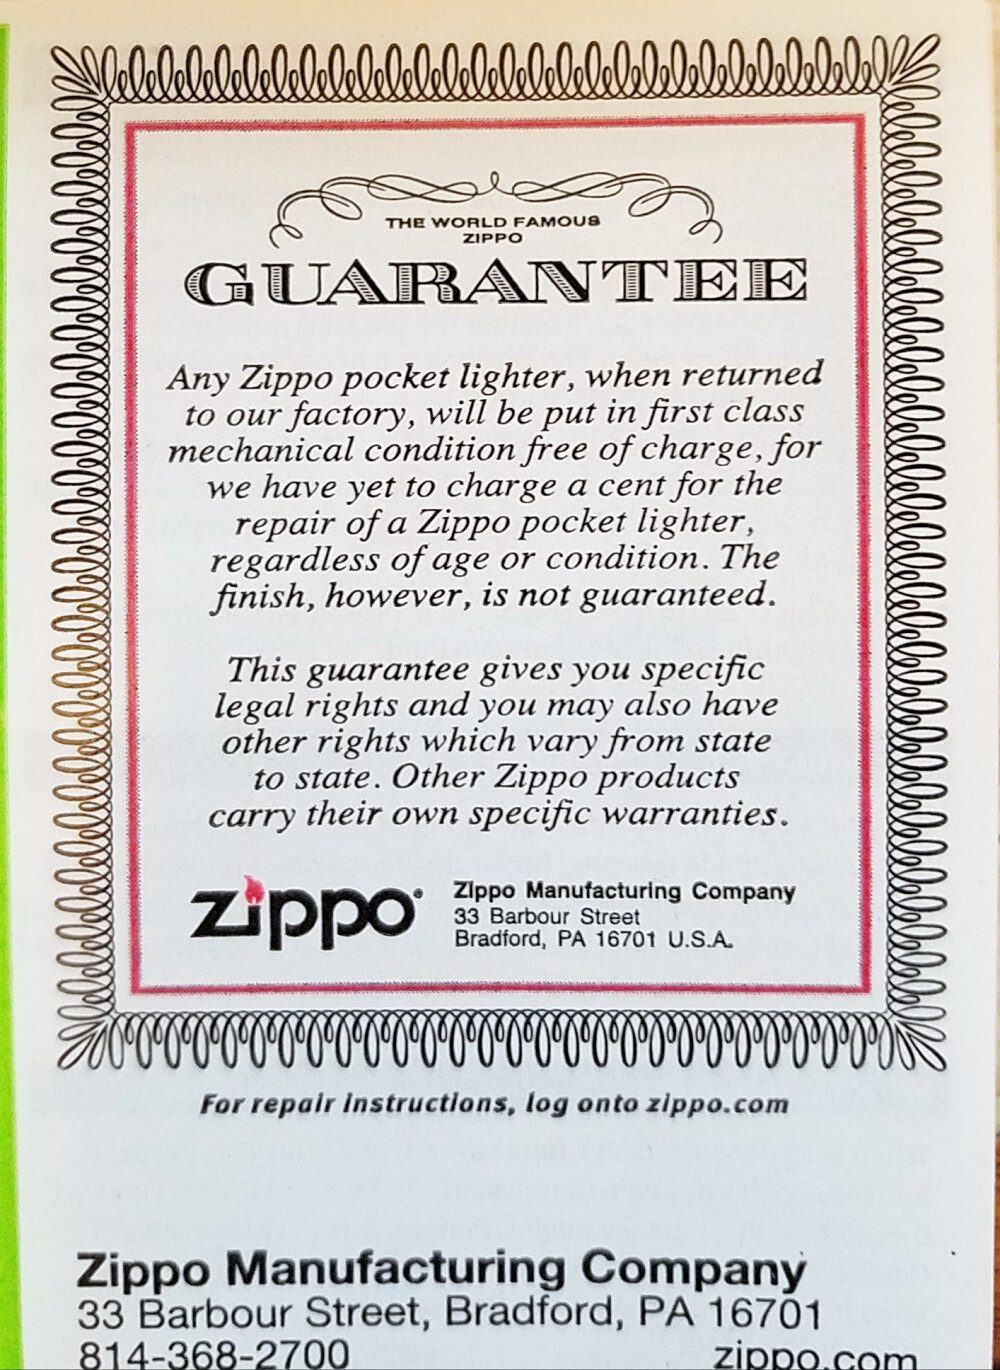 THE WORLD FAMOUS
ZIPPO
GUARANTEE
Any Zippo pocket lighter, when returned
to our factory, will be put in first class
mechanical condition free of charge, for
we have yet to charge a cent for the
repair of a Zippo pocket lighter,
regardless of age or condition. The
finish, however, is not guaranteed.
This guarantee gives you specific
legal rights and you may also have
other rights which vary from state
to state. Other Zippo products
carry their own specific warranties.
zippo®
Zippo Manufacturing Company
33 Barbour Street
Bradford, PA 16701 U.S.A.
For repair instructions, log onto zippo.com
Zippo Manufacturing Company
33 Barbour Street, Bradford, PA 16701
814-368-2700 zippo.com